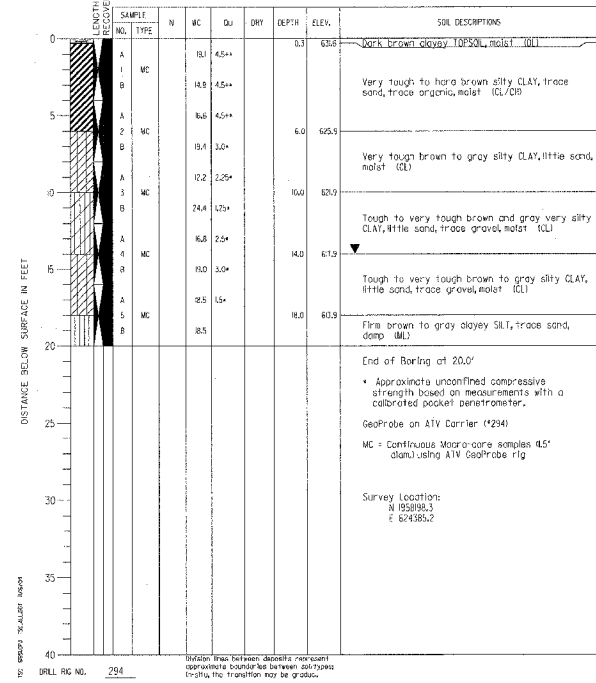 LENGTH
RECOVERY
SAMPLE
NO. TYPE
N WC Qu DRY DEPTH ELEV. SOIL DESCRIPTIONS
0
0.3 631.6 Dark brown clayey TOPSOIL, moist (OL)
A 19.1 4.5+*
1 MC
B 14.9 4.5+*
Very tough to hard brown silty CLAY, trace
sand, trace organic, moist (CL/CH)
5
A 16.6 4.5+*
2 MC 6.0 625.9
B 19.4 3.0*
Very tough brown to gray silty CLAY, little sand,
moist (CL)
A 12.2 2.25*
10 3 MC 10.0 621.9
B 24.4 1.25*
Tough to very tough brown and gray very silty
CLAY, little sand, trace gravel, moist (CL)
A 16.8 2.5*
4 MC 14.0 617.9
15 B 19.0 3.0*
Tough to very tough brown to gray silty CLAY,
little sand, trace gravel, moist (CL)
A 18.5 1.5*
5 MC 18.0 613.9
B 18.5
Firm brown to gray clayey SILT, trace sand,
damp (ML)
20
End of Boring at 20.0'
* Approximate unconfined compressive
strength based on measurements with a
calibrated pocket penetrometer.
GeoProbe on ATV Carrier (*294)
25
MC = Continuous Macro-core samples (1.5"
diam.) using ATV GeoProbe rig
30
Survey Location:
N 1958198.3
E 624385.2
35
40
DISTANCE BELOW SURFACE IN FEET
DRILL RIG NO. 294
Division lines between deposits represent
approximate boundaries between soil types;
in-situ, the transition may be gradual.